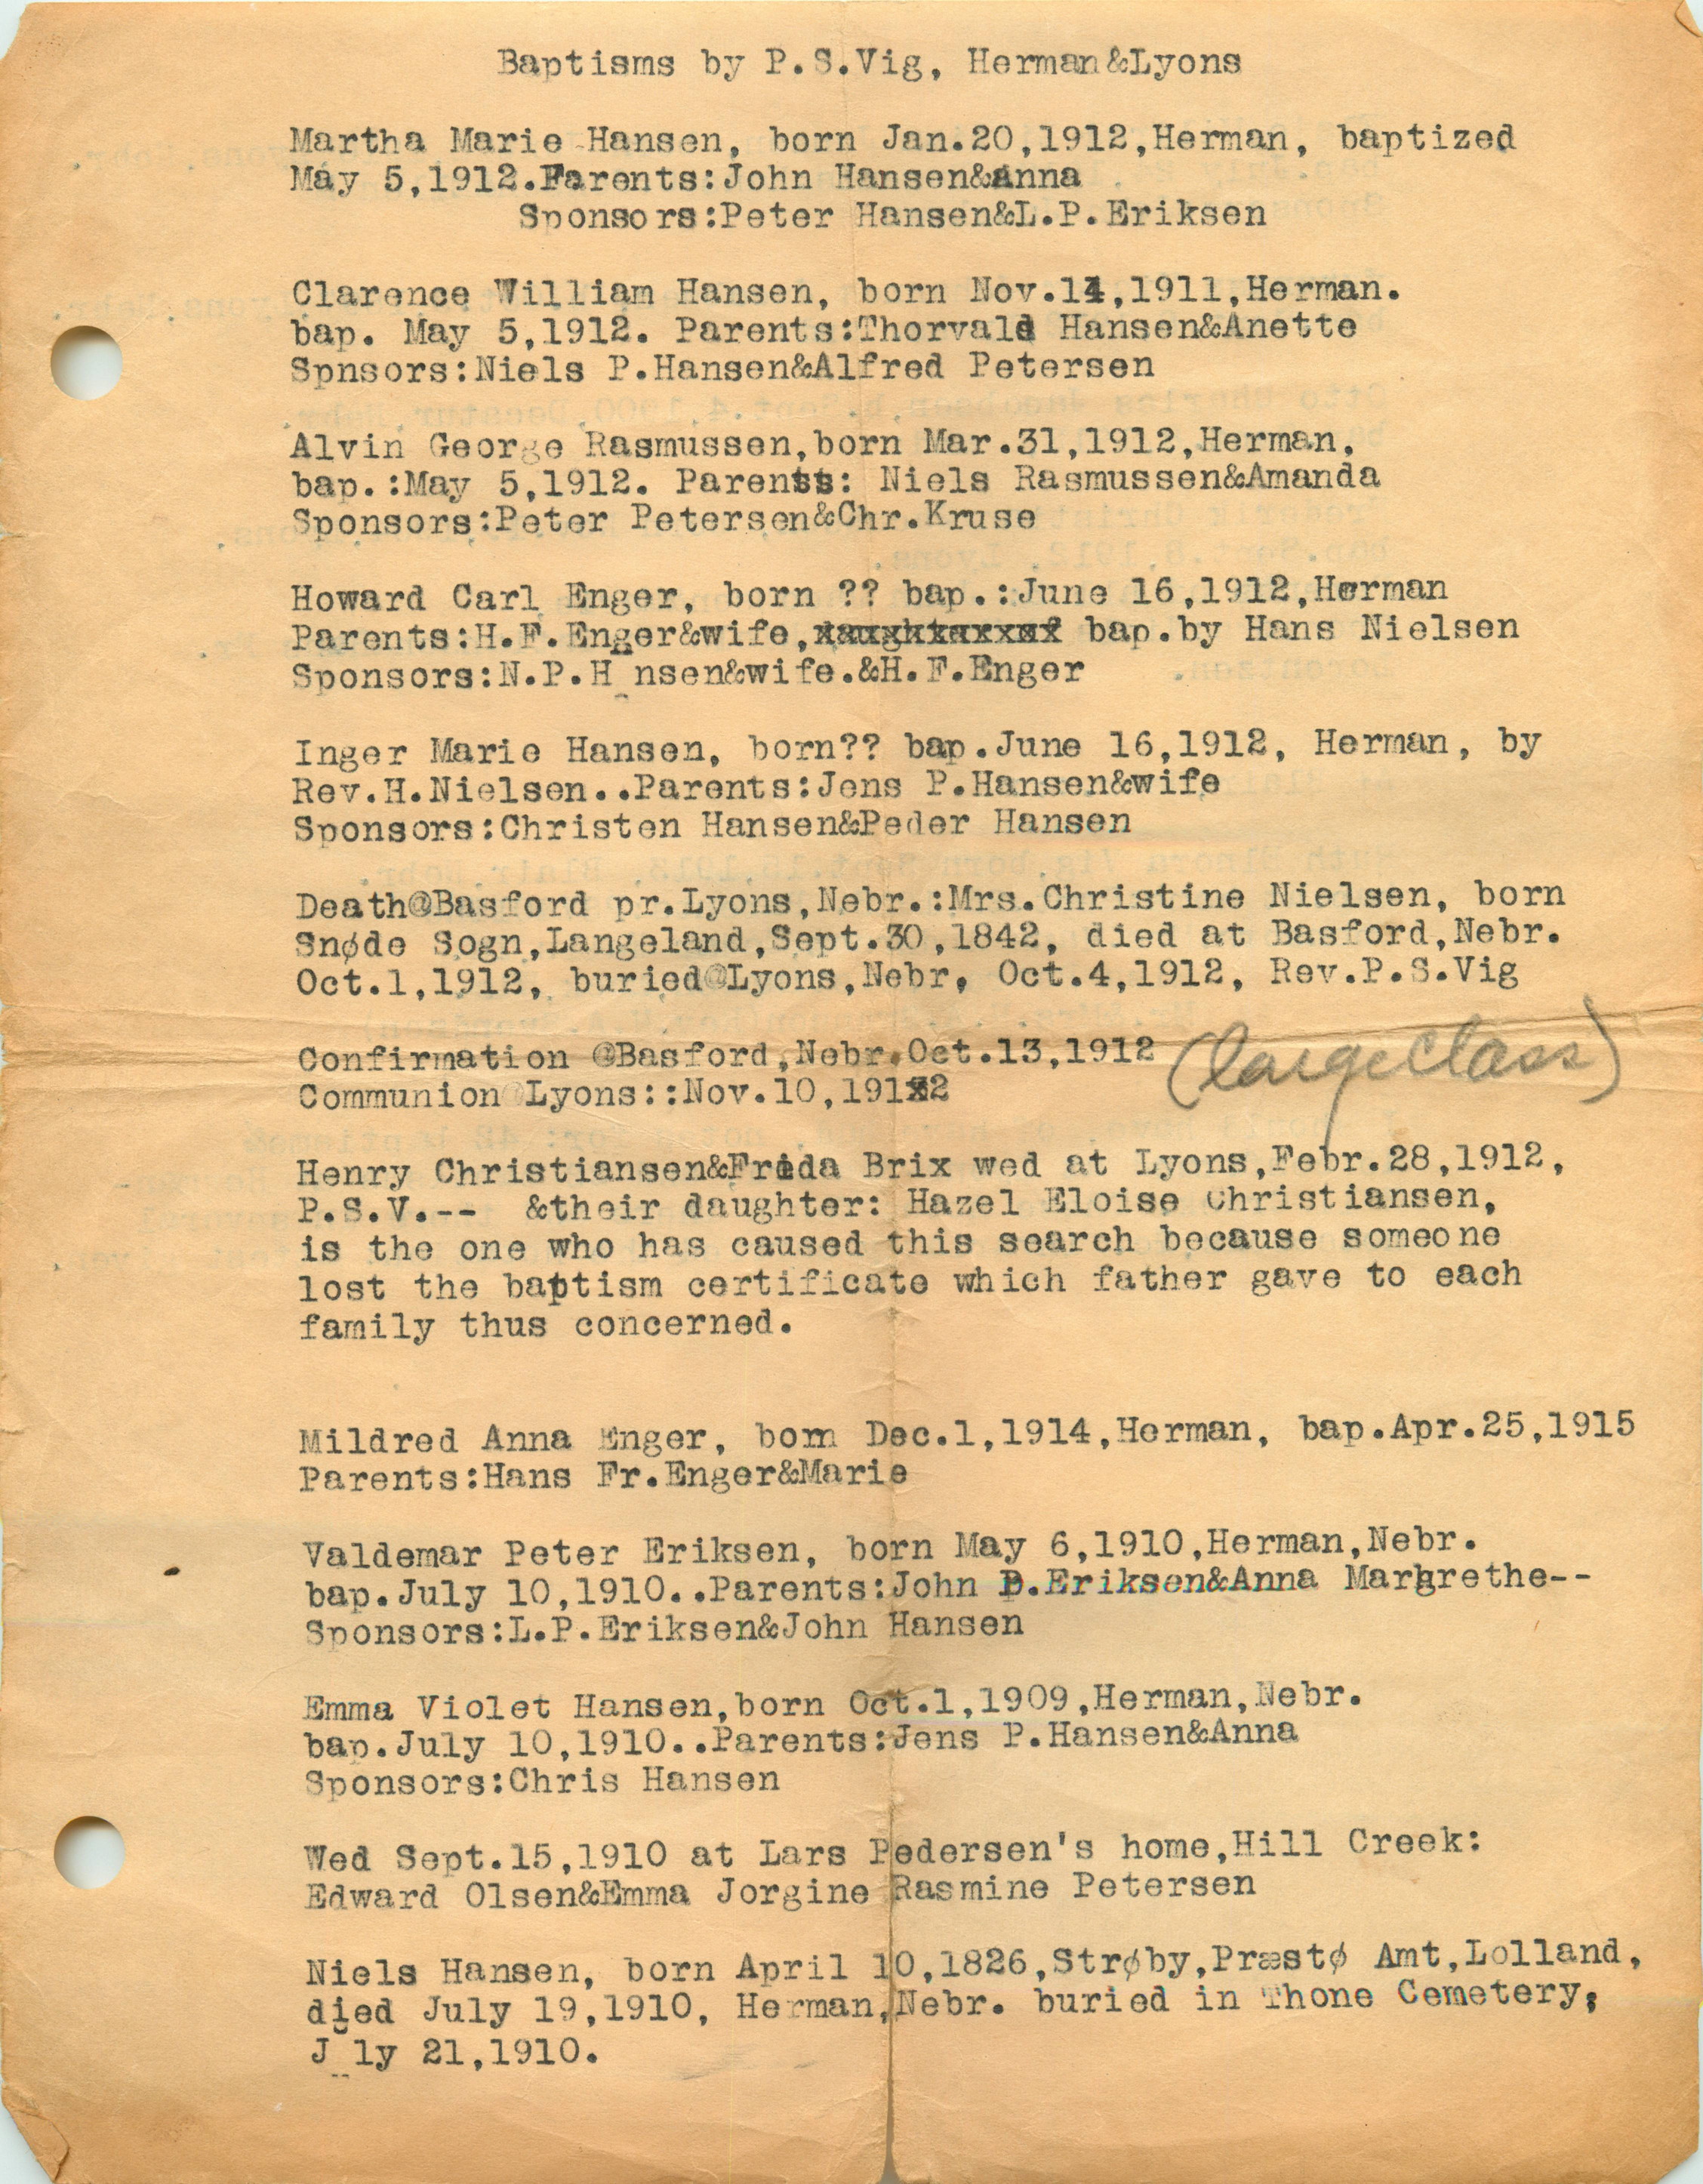 Baptisms by P.S.Vig, Herman&Lyons
Martha Marie Hansen, born Jan.20,1912,Herman, baptized
May 5,1912.Parents:John Hansen&Anna
Sponsors:Peter Hansen&L.P.Eriksen
Clarence William Hansen, born Nov.14,1911,Herman.
bap. May 5,1912. Parents:Thorvald Hansen&Anette
Spnsors:Niels P.Hansen&Alfred Petersen
Alvin George Rasmussen,born Mar.31,1912,Herman,
bap.:May 5,1912. Parents: Niels Rasmussen&Amanda
Sponsors:Peter Petersen&Chr.Kruse
Howard Carl Enger, born ?? bap.:June 16,1912,Herman
Parents:H.F.Enger&wife, bap.by Hans Nielsen
Sponsors:N.P.H nsen&wife.&H.F.Enger
Inger Marie Hansen, born?? bap.June 16,1912, Herman, by
Rev.H.Nielsen..Parents:Jens P.Hansen&wife
Sponsors:Christen Hansen&Peder Hansen
Death@Basford pr.Lyons,Nebr.:Mrs.Christine Nielsen, born
Snøde Sogn,Langeland,Sept.30,1842, died at Basford,Nebr.
Oct.1,1912, buried@Lyons,Nebr, Oct.4,1912, Rev.P.S.Vig
Confirmation @Basford,Nebr.Oct.13,1912 (large Class)
Communion@Lyons::Nov.10,1912
Henry Christiansen&Frida Brix wed at Lyons,Febr.28,1912,
P.S.V.-- &their daughter: Hazel Eloise Christiansen,
is the one who has caused this search because someone
lost the baptism certificate which father gave to each
family thus concerned.
Mildred Anna Enger, born Dec.1,1914,Herman, bap.Apr.25,1915
Parents:Hans Fr.Enger&Marie
Valdemar Peter Eriksen, born May 6,1910,Herman,Nebr.
bap.July 10,1910..Parents:John D.Eriksen&Anna Margrethe--
Sponsors:L.P.Eriksen&John Hansen
Emma Violet Hansen,born Oct.1,1909,Herman,Nebr.
bap.July 10,1910..Parents:Jens P.Hansen&Anna
Sponsors:Chris Hansen
Wed Sept.15,1910 at Lars Pedersen's home,Hill Creek:
Edward Olsen&Emma Jorgine Rasmine Petersen
Niels Hansen, born April 10,1826,Strøby,Præstø Amt,Lolland,
died July 19,1910, Herman,Nebr. buried in Thone Cemetery,
J ly 21,1910.